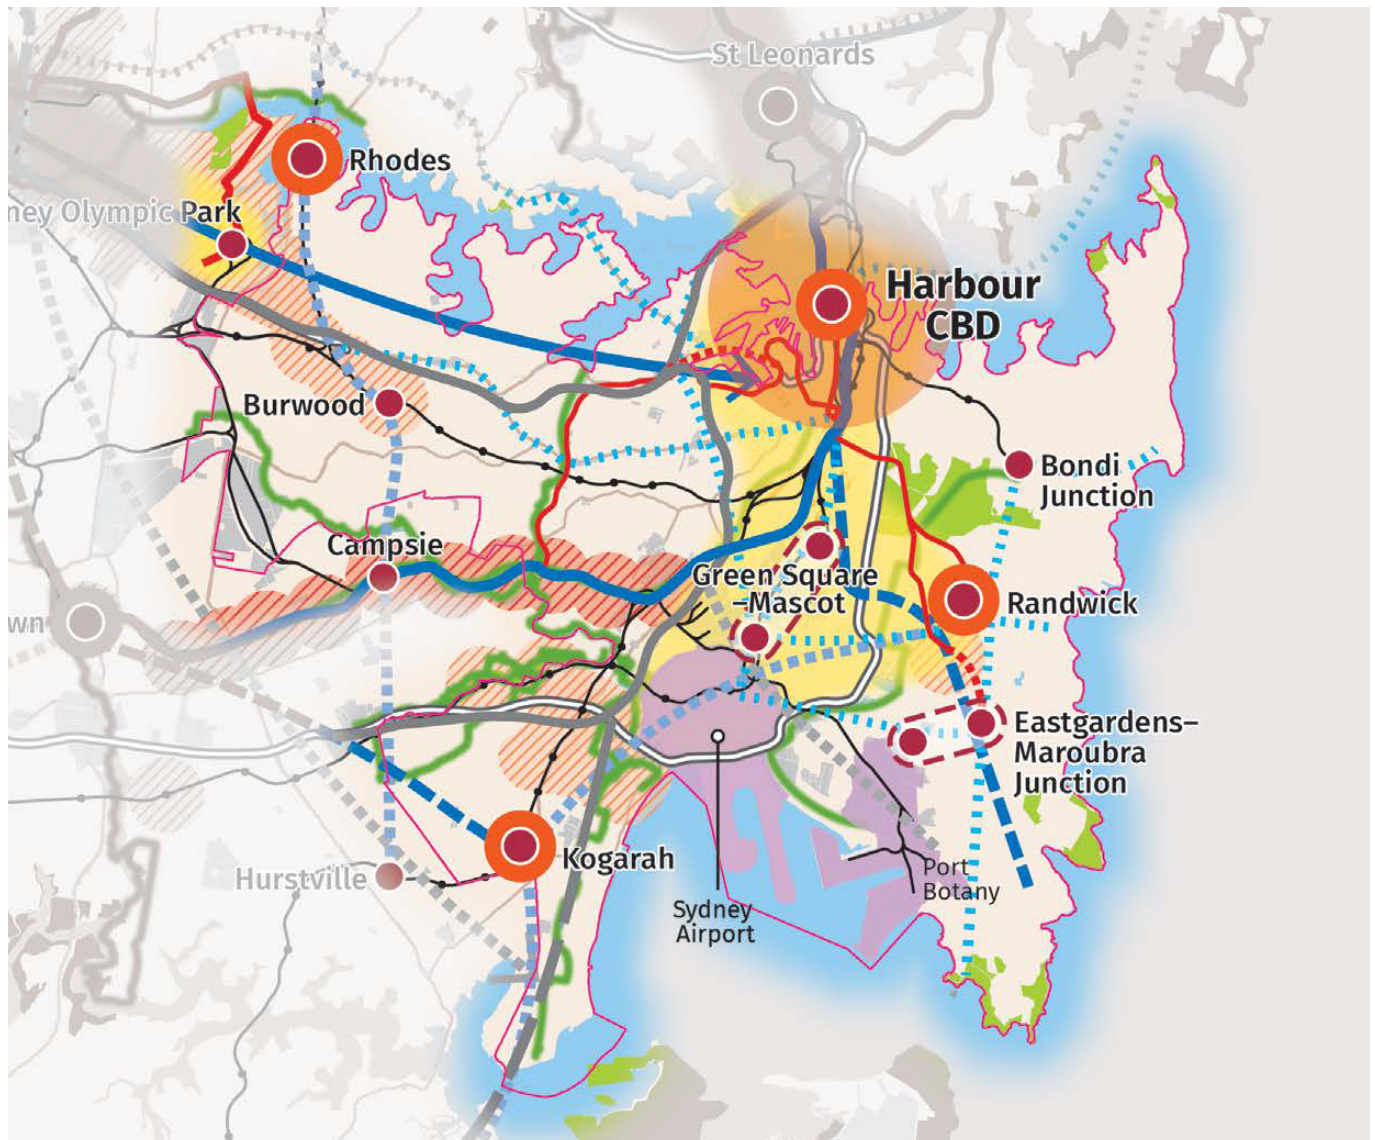 St Leonards
Rhodes
ney Olympic Park
Harbour
CBD
Burwood
Bondi
Junction
Campsie
Green Square
–Mascot
Randwick
wn
Eastgardens–
Maroubra
Junction
Kogarah
Hurstville
Port
Botany
Sydney
Airport